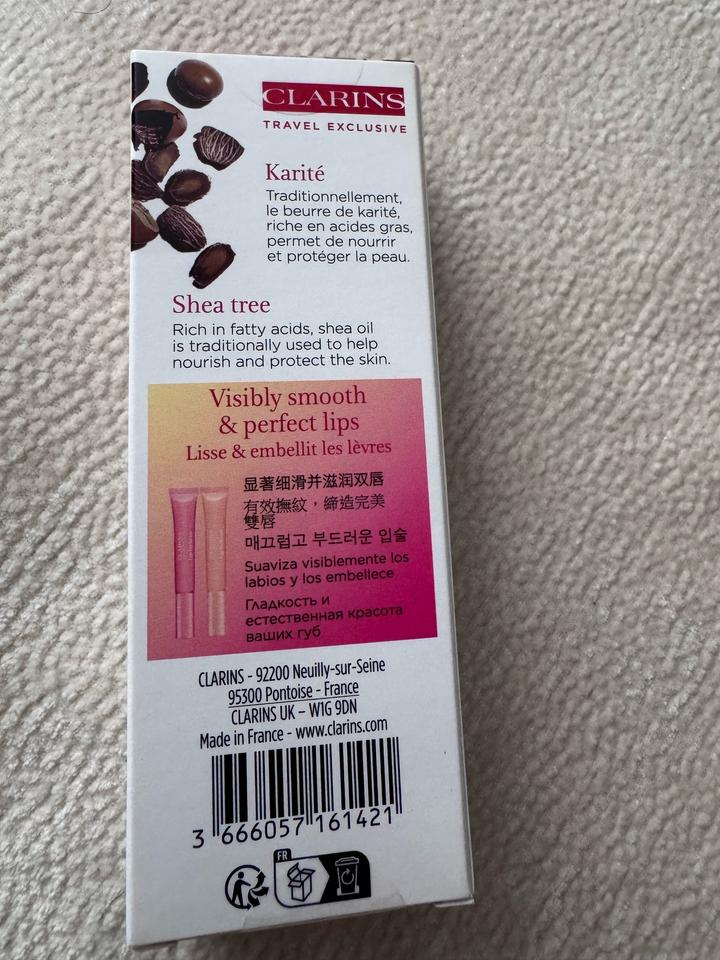 CLARINS
TRAVEL EXCLUSIVE
Karité
Traditionnellement,
le beurre de karité,
riche en acides gras,
permet de nourrir
et protéger la peau.
Shea tree
Rich in fatty acids, shea oil
is traditionally used to help
nourish and protect the skin.
Visibly smooth
& perfect lips
Lisse & embellit les lèvres
显著细滑并滋润双唇
有效撫紋，締造完美
雙唇
매끄럽고 부드러운 입술
Suaviza visiblemente los
labios y los embellece
Гладкость и
естественная красота
ваших губ
CLARINS
CLARINS
CLARINS - 92200 Neuilly-sur-Seine
95300 Pontoise - France
CLARINS UK – W1G 9DN
Made in France - www.clarins.com
3 666057 161421
FR